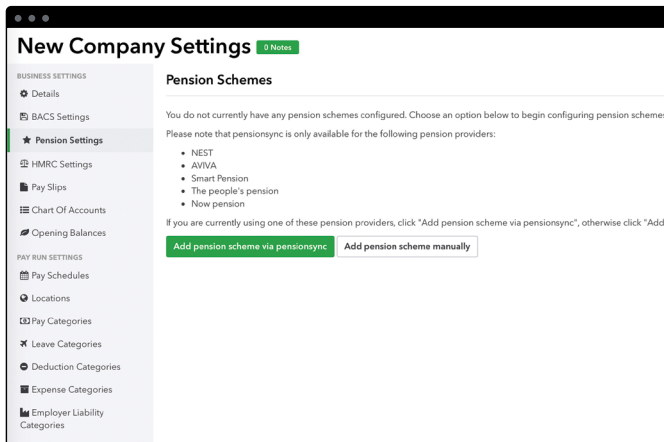 New Company Settings 0 Notes
BUSINESS SETTINGS
Details
BACS Settings
Pension Settings
HMRC Settings
Pay Slips
Chart Of Accounts
Opening Balances
PAY RUN SETTINGS
Pay Schedules
Locations
Pay Categories
Leave Categories
Deduction Categories
Expense Categories
Employer Liability
Categories
Pension Schemes
You do not currently have any pension schemes configured. Choose an option below to begin configuring pension schemes
Please note that pensionsync is only available for the following pension providers:
• NEST
• AVIVA
• Smart Pension
• The people's pension
• Now pension
If you are currently using one of these pension providers, click "Add pension scheme via pensionsync", otherwise click "Add
Add pension scheme via pensionsync Add pension scheme manually